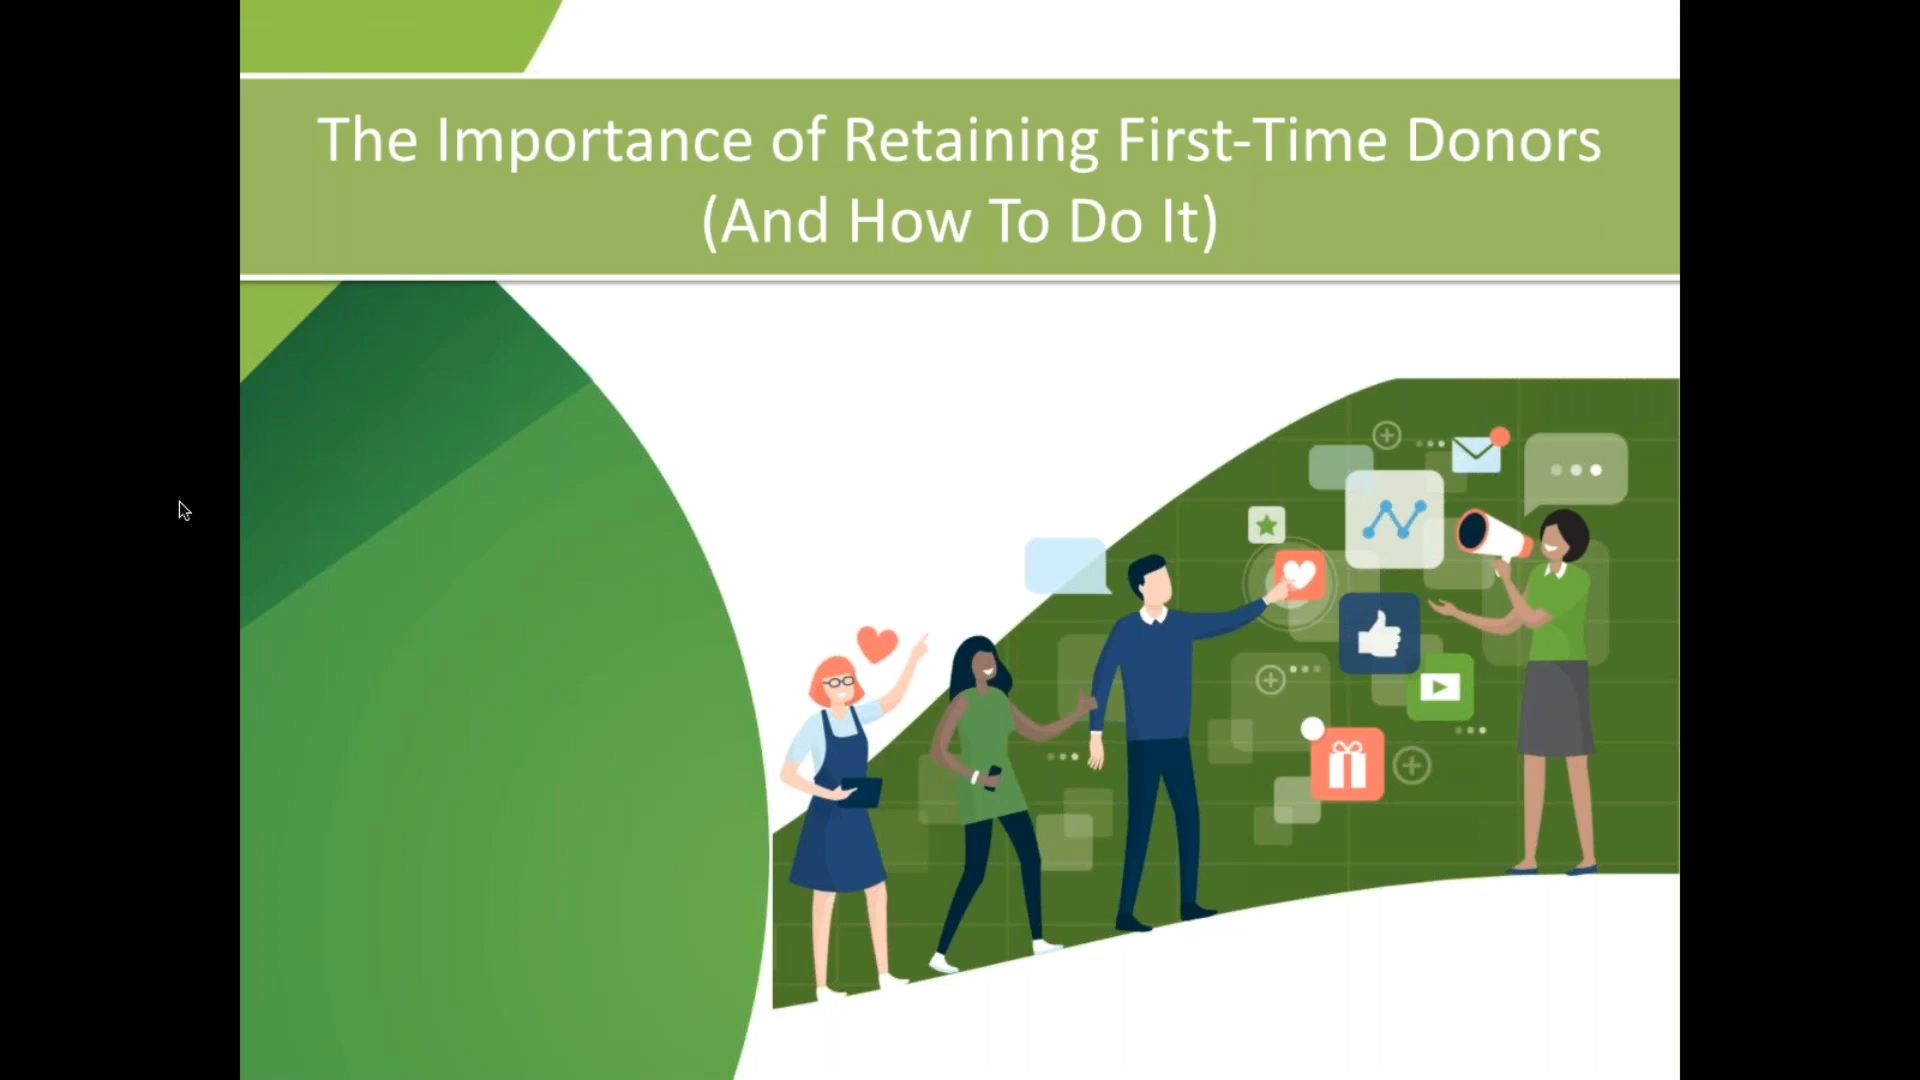 The Importance of Retaining First-Time Donors
(And How To Do It)